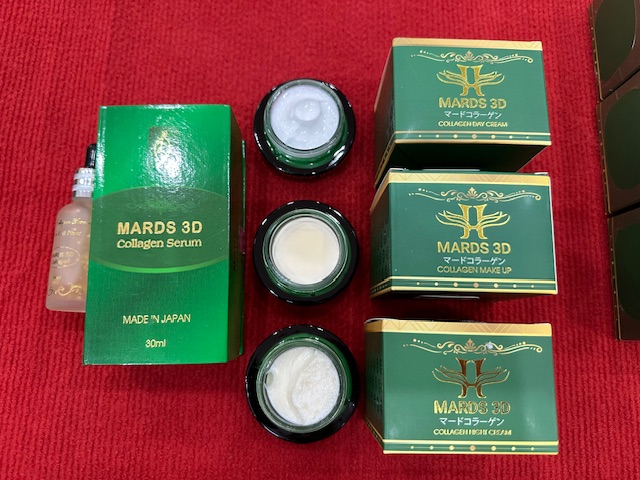 MARDS 3D
Collagen Serum
MADE IN JAPAN
30ml
MARDS 3D
マードコラーゲン
COLLAGEN DAY CREAM
MARDS 3D
マードコラーゲン
COLLAGEN MAKE UP
MARDS 3D
マードコラーゲン
COLLAGEN NIGHT CREAM